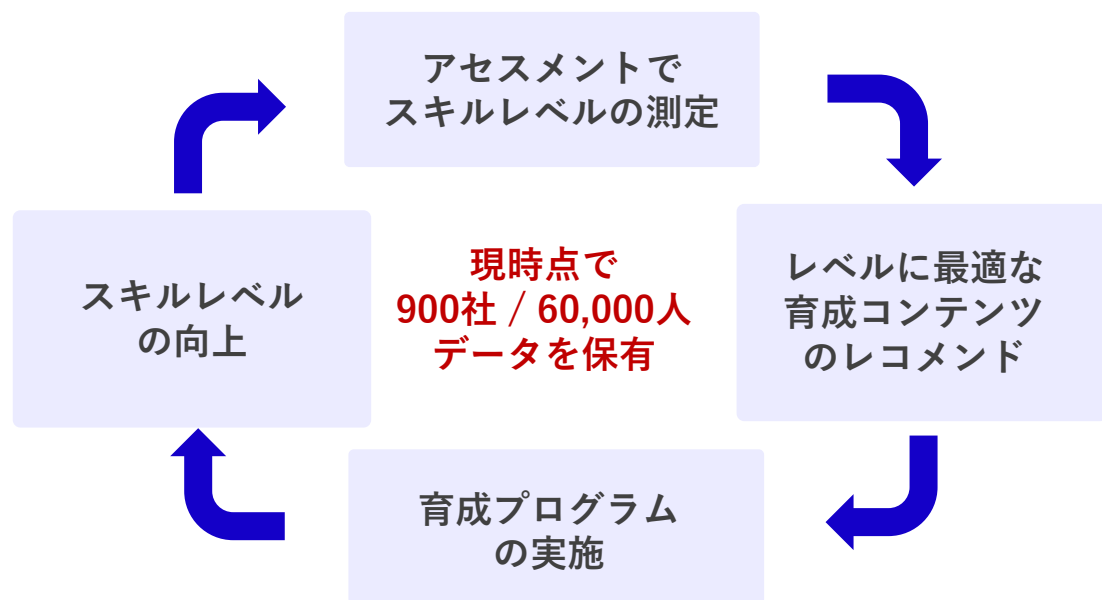 アセスメントで
スキルレベルの測定
スキルレベル
の向上
現時点で
900社 / 60,000人
データを保有
レベルに最適な
育成コンテンツ
のレコメンド
育成プログラム
の実施